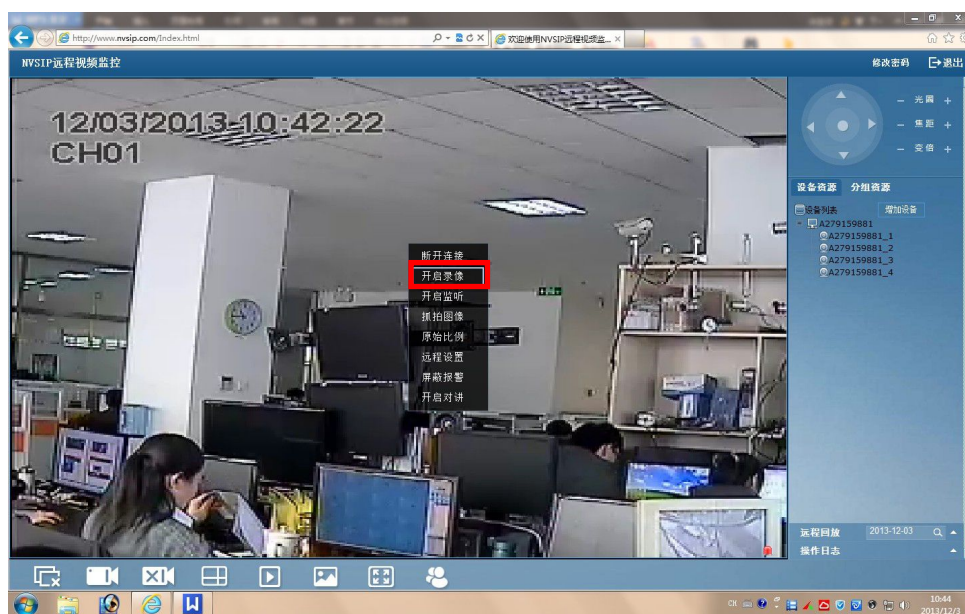 http://www.nvsip.com/Index.html
欢迎使用NVSIP远程视频监...
NVSIP远程视频监控
修改密码
退出
12/03/2013-10:42:22
CH01
光圈
焦距
变倍
设备资源 分组资源
设备列表 增加设备
A279159881
A279159881_1
A279159881_2
A279159881_3
A279159881_4
断开连接
开启录像
开启监听
抓拍图像
原始比例
远程设置
屏蔽报警
开启对讲
远程回放 2013-12-03
操作日志
CH
10:44
2013/12/3